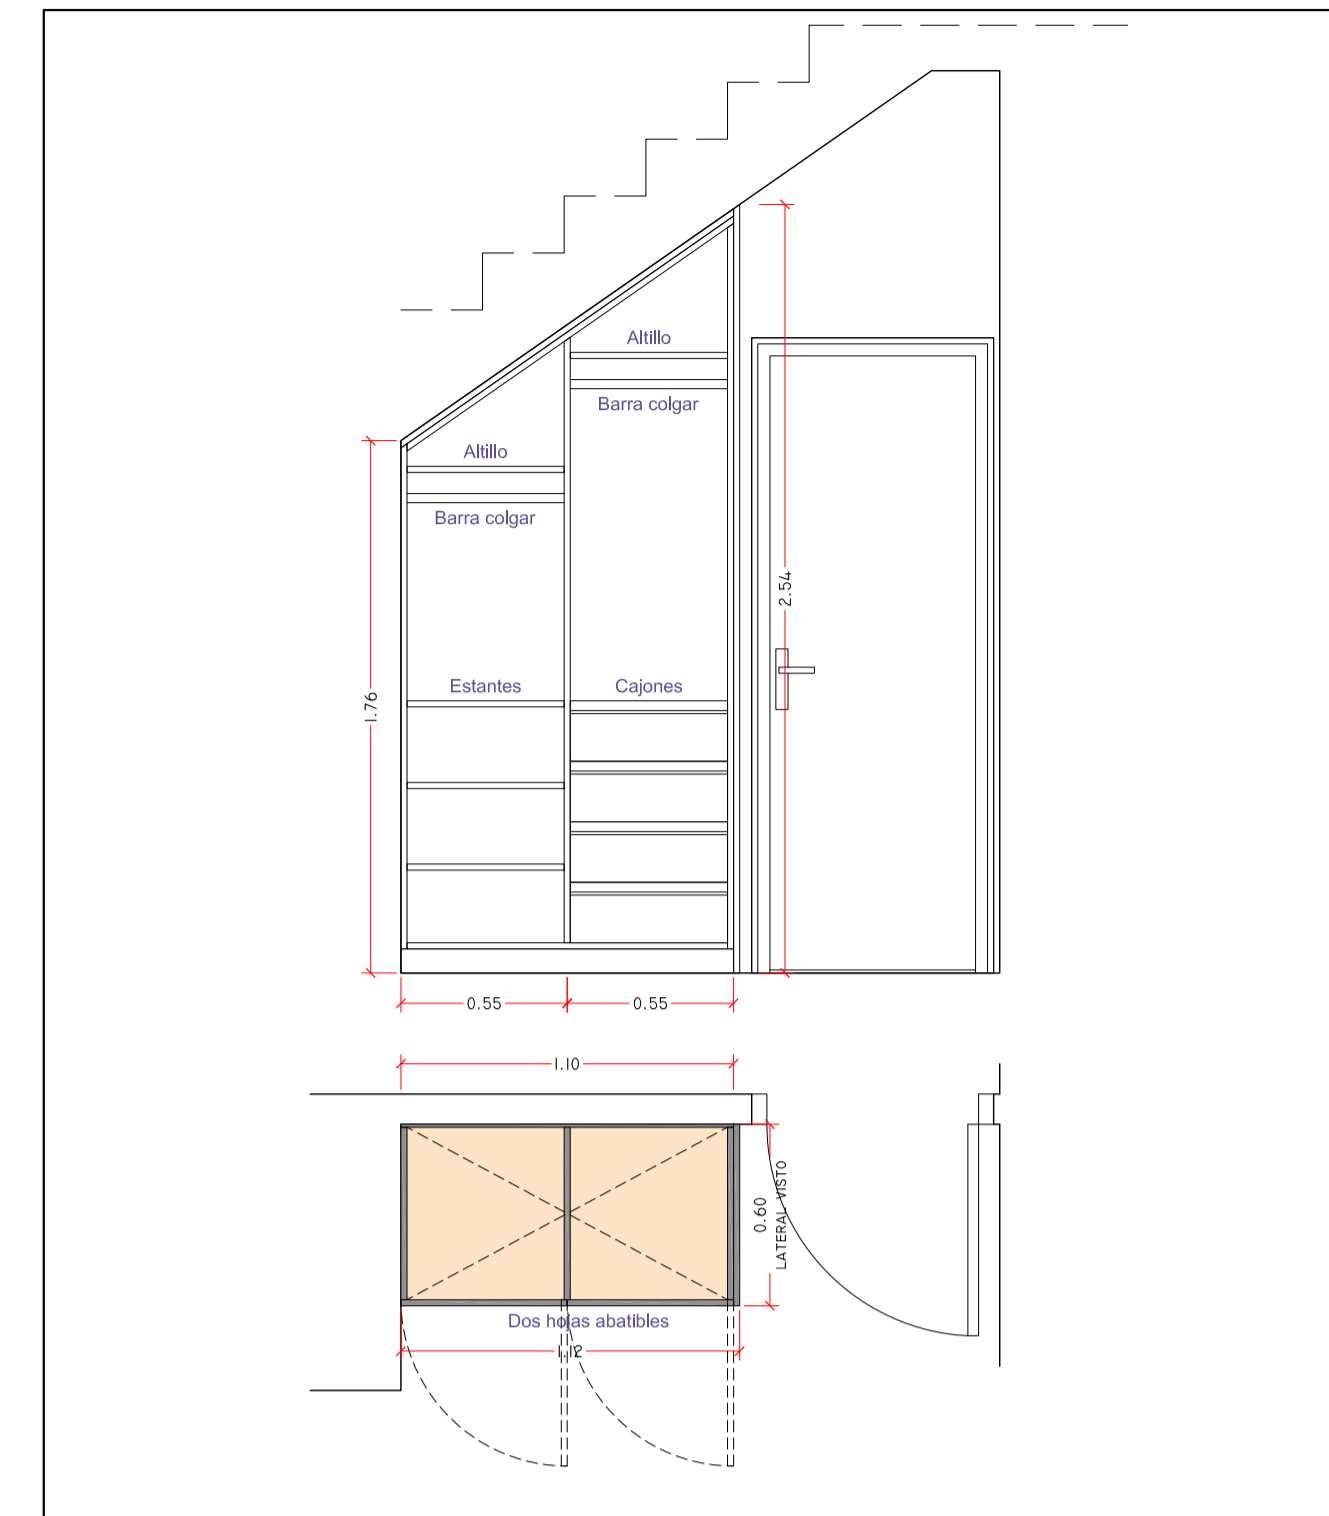 Altillo
Barra colgar
Altillo
Barra colgar
2.54
Estantes
Cajones
1.76
0.55
0.55
1.10
0.60
LATERAL VISTO
Dos hojas abatibles
1.12